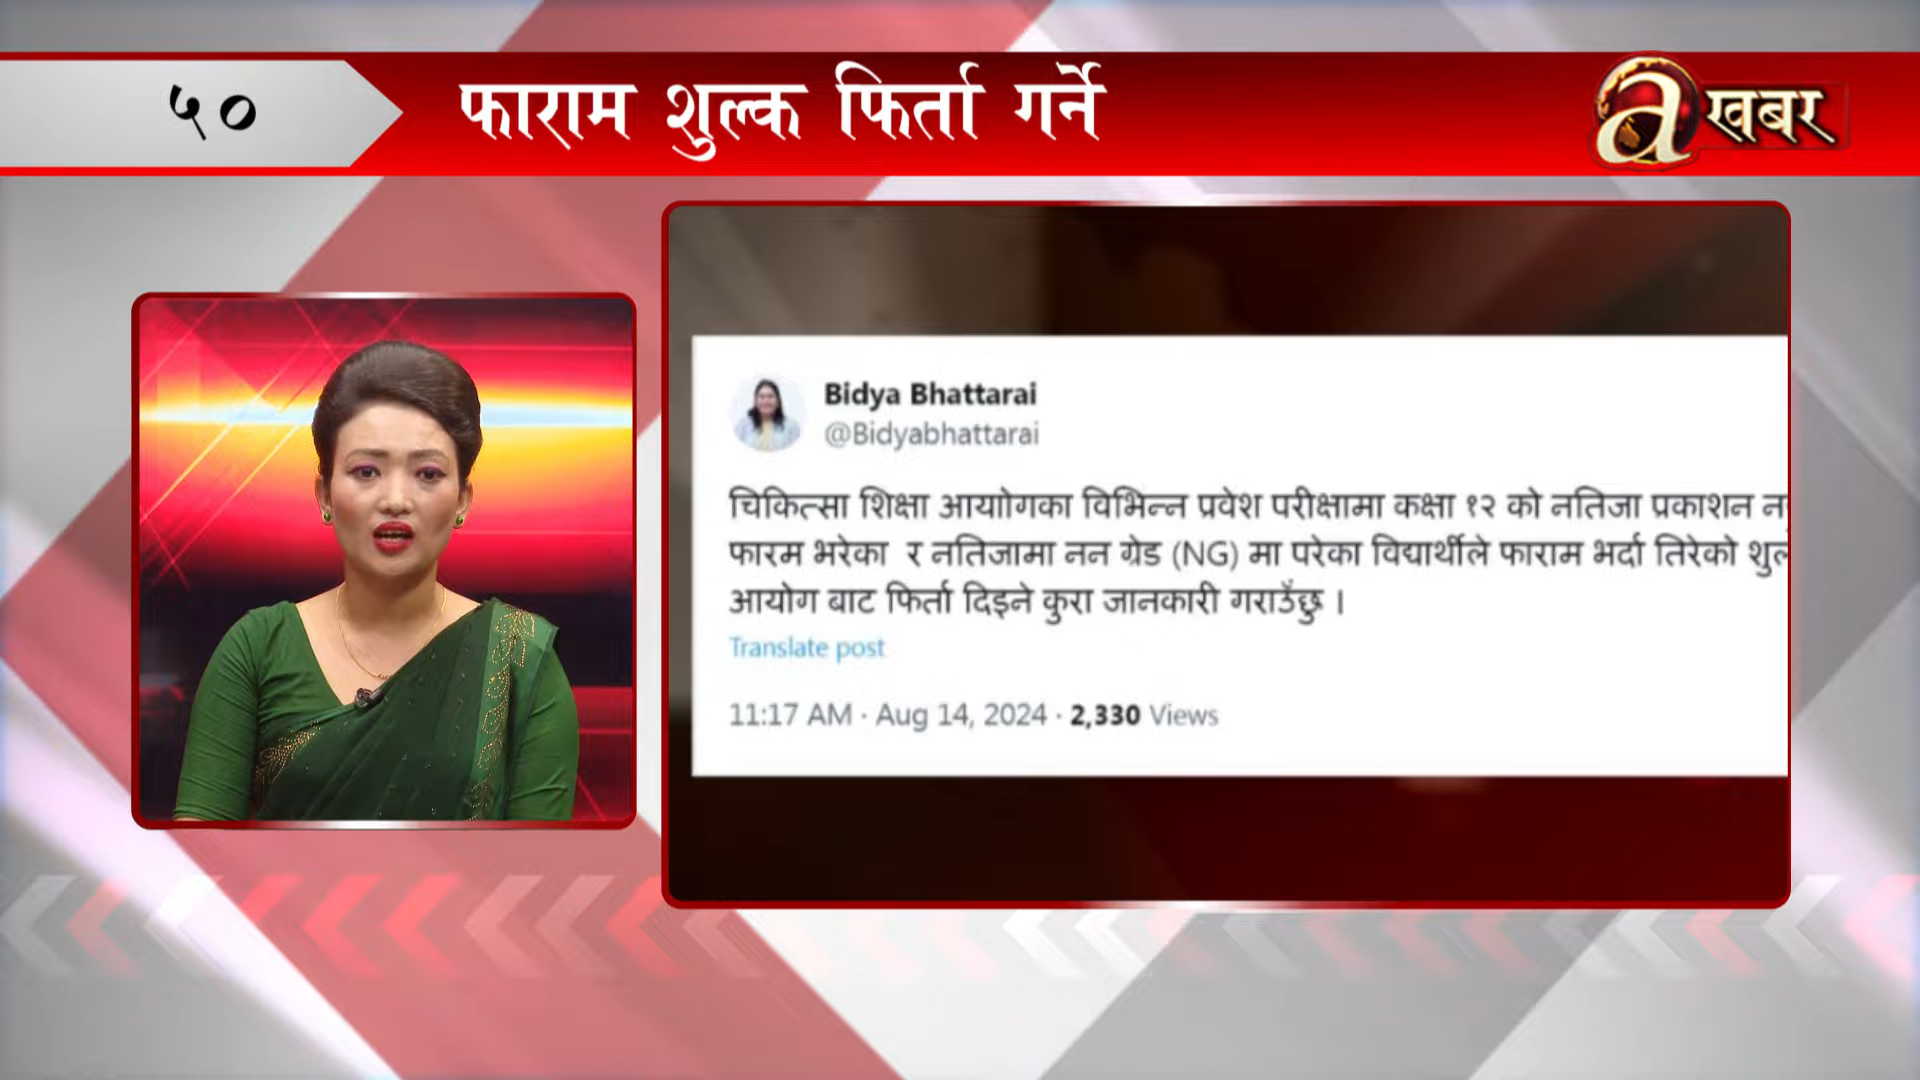 ५०
फाराम शुल्क फिर्ता गर्ने
a खबर
Bidya Bhattarai
@Bidyabhattarai
चिकित्सा शिक्षा आयाोगका विभिन्न प्रवेश परीक्षामा कक्षा १२ को नतिजा प्रकाशन
फारम भरेका र नतिजामा नन ग्रेड (NG) मा परेका विद्यार्थीले फाराम भर्दा तिरेको
आयोग बाट फिर्ता दिइने कुरा जानकारी गराउँछु ।
Translate post
11:17 AM · Aug 14, 2024 · 2,330 Views